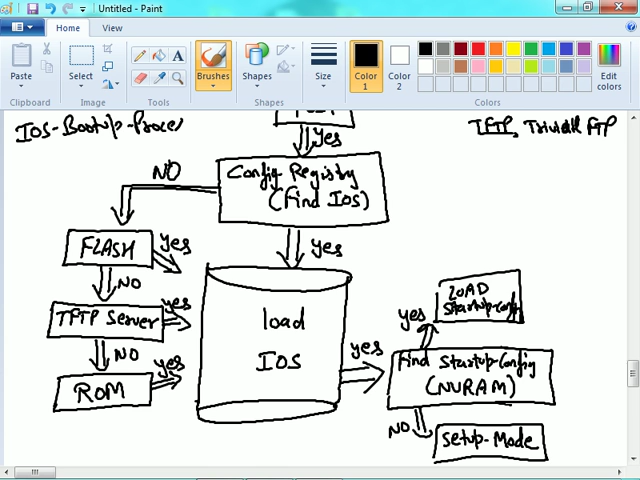 Untitled - Paint
Home
View
Paste
Select
Brushes
Shapes
Size
Color
1
Color
2
Edit
colors
Clipboard
Image
Tools
Shapes
Colors
IOS-Bootup-Proces
TFTP, Trivall FTP
Yes
NO
Config Registry
(Find IOS)
FLASH
yes
yes
NO
TFTP Server
yes
load
IOS
NO
ROM
yes
yes
LOAD
Startup-Config
yes
Find Startup-Config
(NVRAM)
NO
Setup-Mode